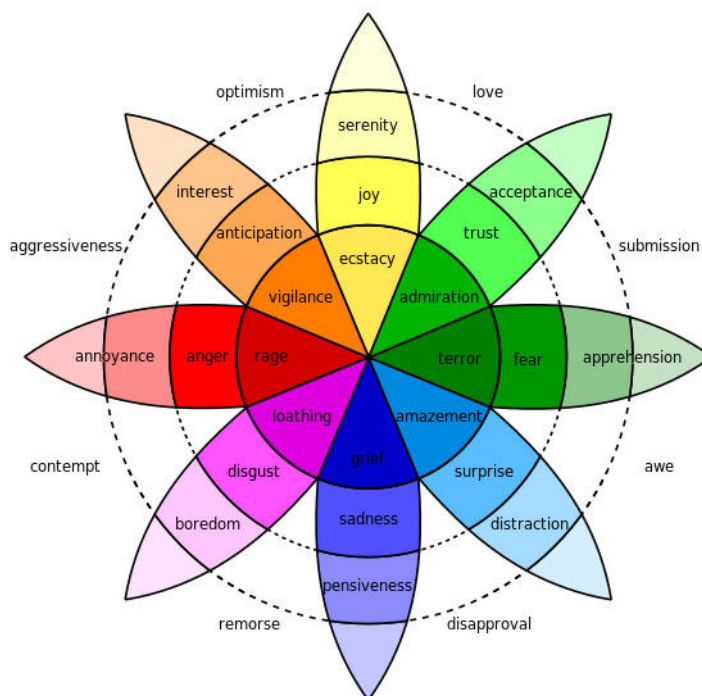 optimism
love
serenity
interest
acceptance
joy
anticipation
trust
aggressiveness
submission
ecstacy
vigilance
admiration
annoyance
anger
rage
terror
fear
apprehension
loathing
amazement
grief
disgust
surprise
contempt
awe
boredom
sadness
distraction
pensiveness
remorse
disapproval